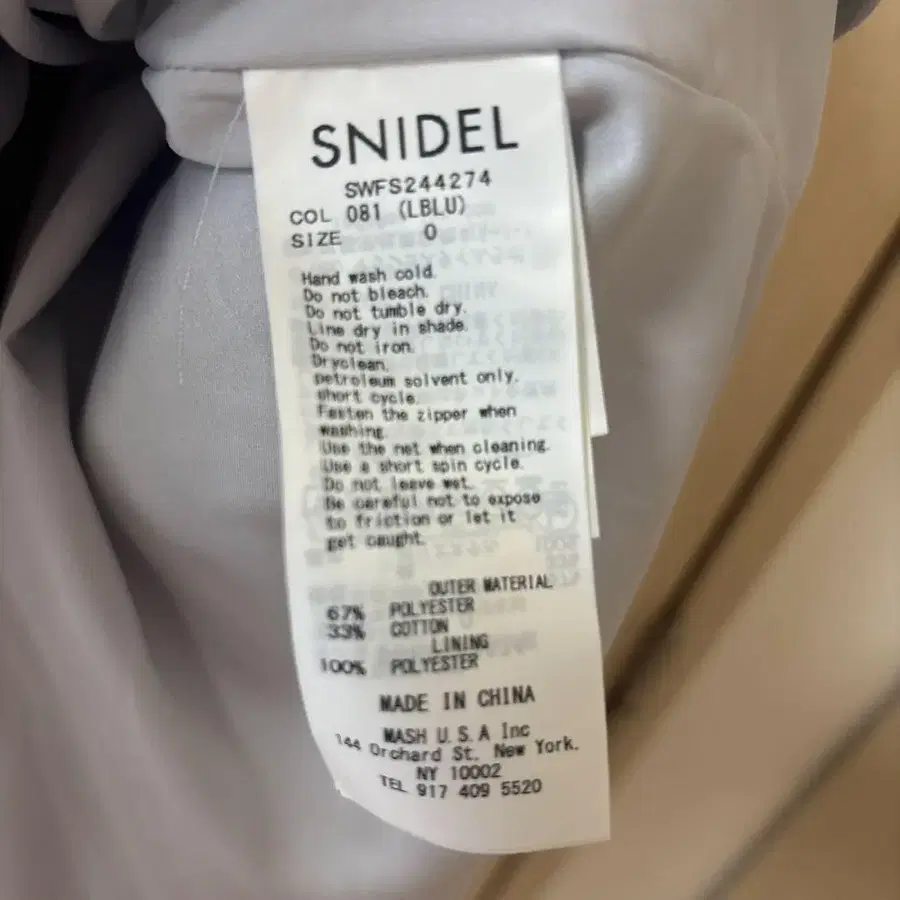 SNIDEL
SWFS244274
COL 081 (LBLU)
SIZE 0
Hand wash cold.
Do not bleach.
Do not tumble dry.
Line dry in shade.
Do not iron.
Dryclean,
petroleum solvent only,
short cycle.
Fasten the zipper when
washing.
Use the net when cleaning.
Use a short spin cycle.
Do not leave wet.
Be careful not to expose
to friction or let it
get caught.
OUTER MATERIAL
67% POLYESTER
33% COTTON
LINING
100% POLYESTER
MADE IN CHINA
MASH U.S.A Inc
144 Orchard St, New York,
NY 10002
TEL 917 409 5520